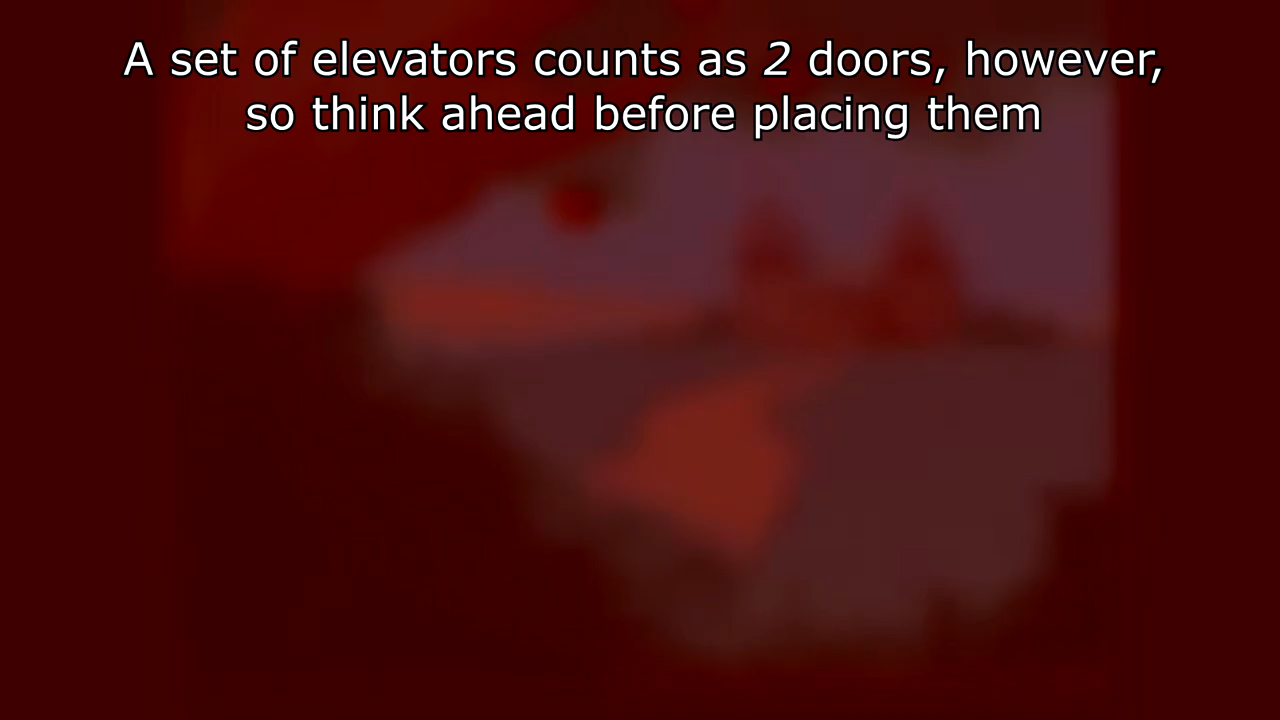 A set of elevators counts as 2 doors, however,
so think ahead before placing them